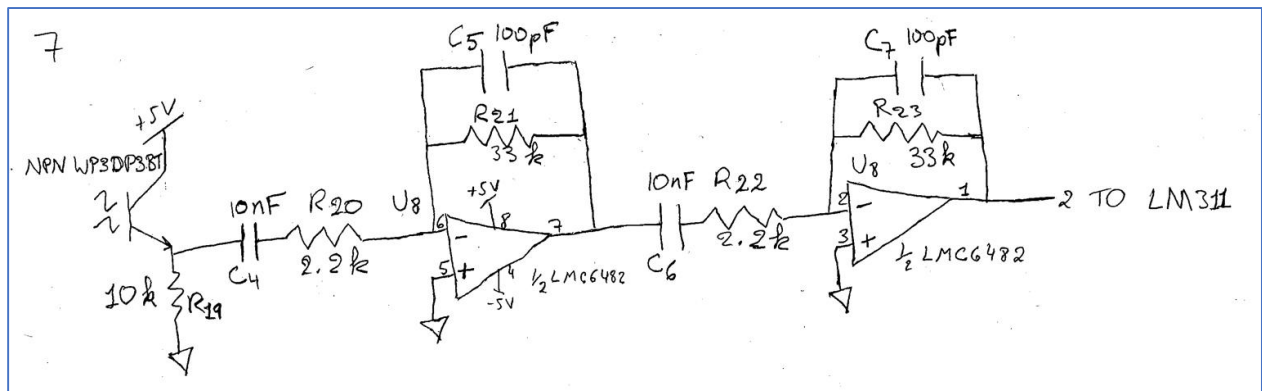 7
C5 100pF
C7 100pF
+5V
R21
33k
R23
33k
NPN WP3DP3BT
10nF R20
C4
2.2k
U8
+5V
6
8
7
5
+
4
-5V
1/2 LMC6482
10nF R22
C6
2.2k
U8
2
1
3
+
1/2 LMC6482
2 TO LM311
10k
R19